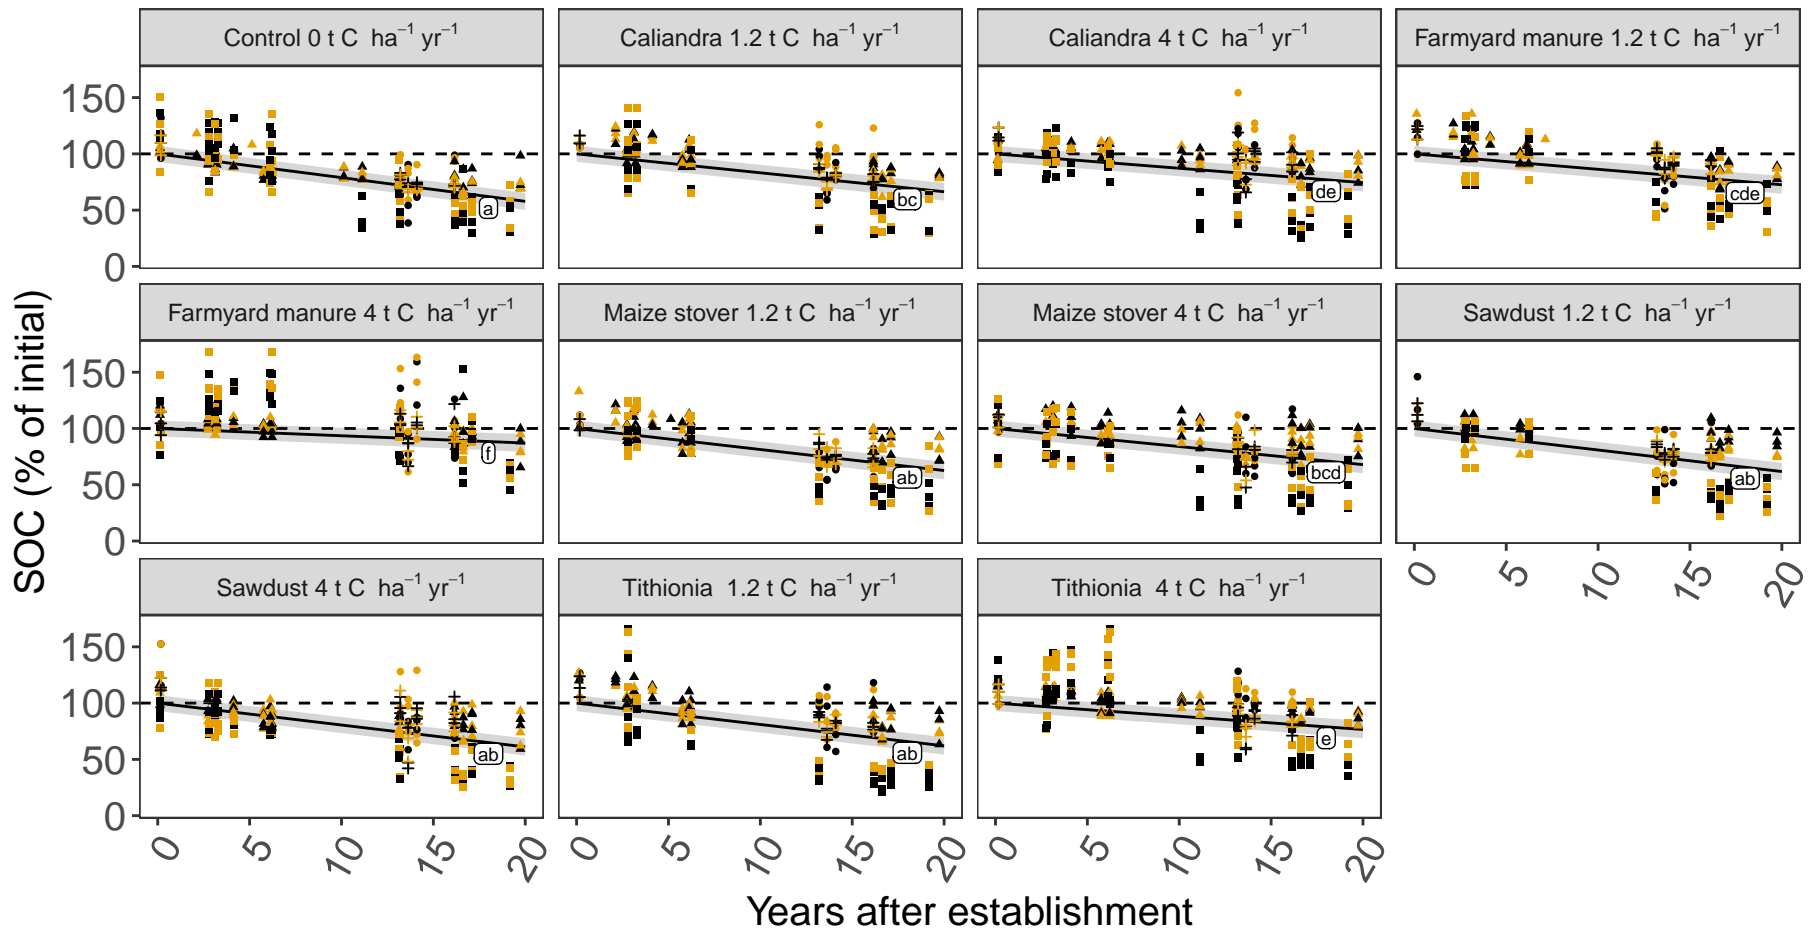 Control 0 t C ha⁻¹ yr⁻¹
Caliandra 1.2 t C ha⁻¹ yr⁻¹
Caliandra 4 t C ha⁻¹ yr⁻¹
Farmyard manure 1.2 t C ha⁻¹ yr⁻¹
150
100
50
0
a
bc
de
cde
Farmyard manure 4 t C ha⁻¹ yr⁻¹
Maize stover 1.2 t C ha⁻¹ yr⁻¹
Maize stover 4 t C ha⁻¹ yr⁻¹
Sawdust 1.2 t C ha⁻¹ yr⁻¹
SOC (% of initial)
150
100
50
0
f
ab
bcd
ab
0 5 10 15 20
Sawdust 4 t C ha⁻¹ yr⁻¹
Tithionia 1.2 t C ha⁻¹ yr⁻¹
Tithionia 4 t C ha⁻¹ yr⁻¹
150
100
50
0
ab
ab
e
0 5 10 15 20
0 5 10 15 20
0 5 10 15 20
Years after establishment